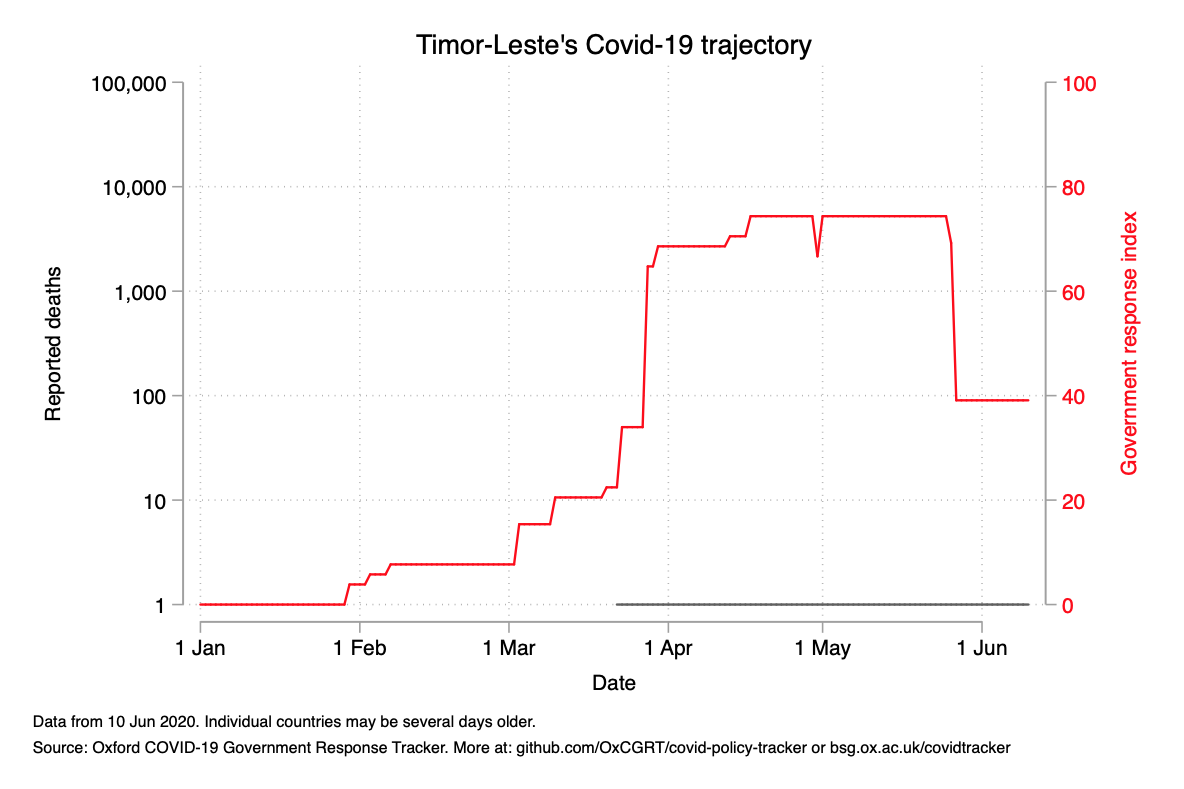 Timor-Leste's Covid-19 trajectory
100,000
10,000
1,000
100
10
1
Reported deaths
100
80
60
40
20
0
Government response index
1 Jan 1 Feb 1 Mar 1 Apr 1 May 1 Jun
Date
Data from 10 Jun 2020. Individual countries may be several days older.
Source: Oxford COVID-19 Government Response Tracker. More at: github.com/OxCGRT/covid-policy-tracker or bsg.ox.ac.uk/covidtracker